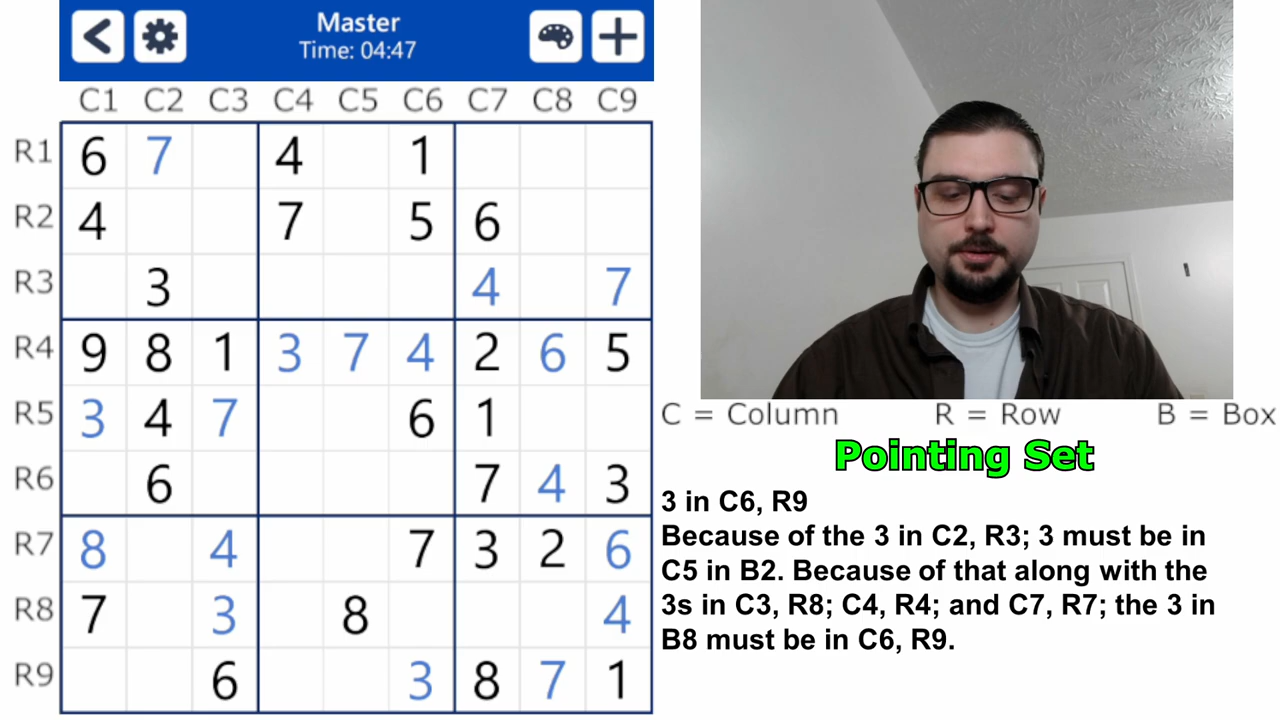 Master
Time: 04:47
C1 C2 C3 C4 C5 C6 C7 C8 C9
R1 6 7 4 1
R2 4 7 5 6
R3 3 4 7
R4 9 8 1 3 7 4 2 6 5
R5 3 4 7 6 1
R6 6 7 4 3
R7 8 4 7 3 2 6
R8 7 3 8 4
R9 6 3 8 7 1
C = Column R = Row B = Box
Pointing Set
3 in C6, R9
Because of the 3 in C2, R3; 3 must be in
C5 in B2. Because of that along with the
3s in C3, R8; C4, R4; and C7, R7; the 3 in
B8 must be in C6, R9.